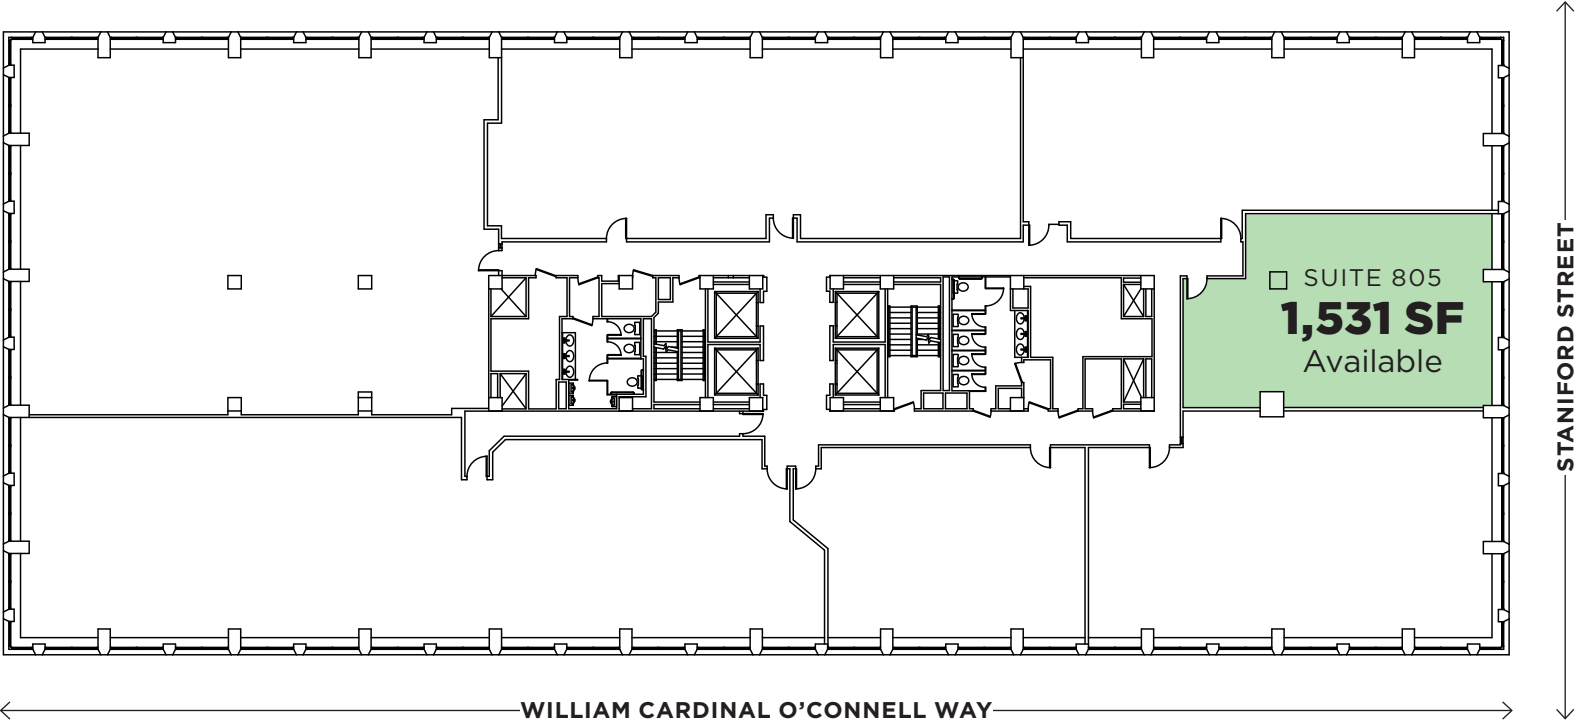 SUITE 805
1,531 SF
Available
STANIFORD STREET
WILLIAM CARDINAL O’CONNELL WAY